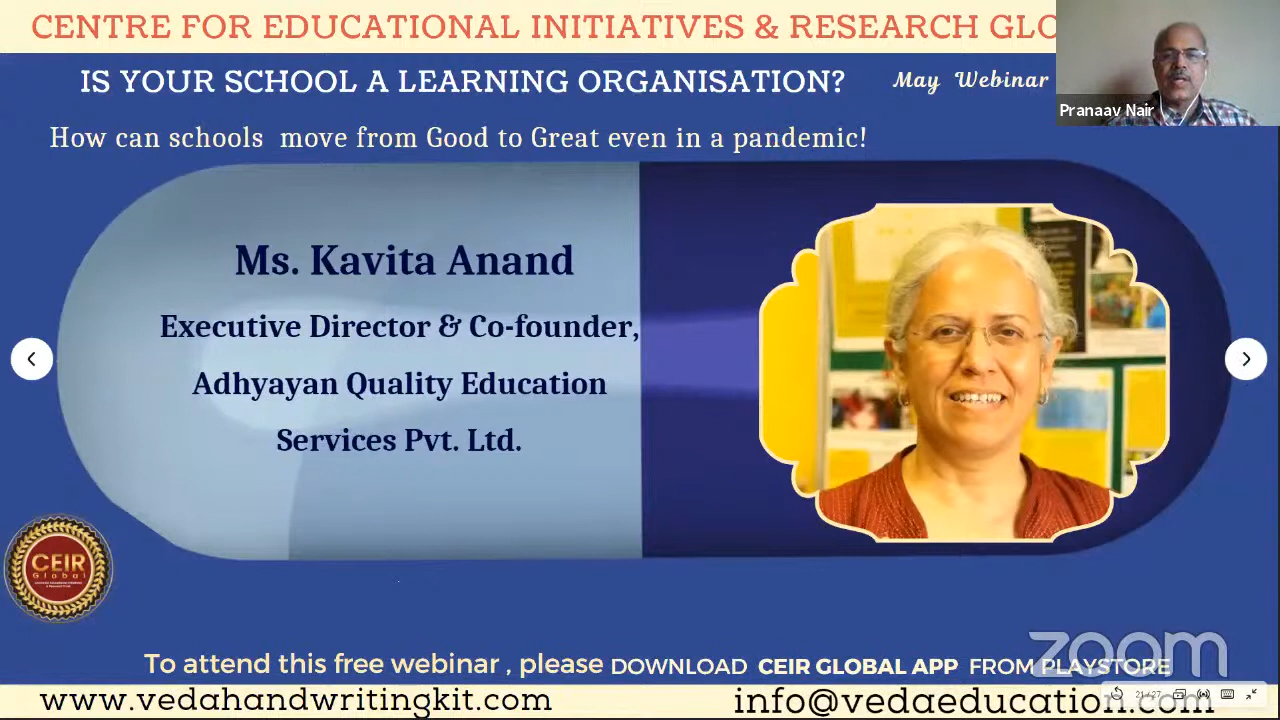 CENTRE FOR EDUCATIONAL INITIATIVES & RESEARCH GLO
IS YOUR SCHOOL A LEARNING ORGANISATION?
May Webinar
Pranaav Nair
How can schools move from Good to Great even in a pandemic!
Ms. Kavita Anand
Executive Director & Co-founder,
Adhyayan Quality Education
Services Pvt. Ltd.
CEIR
Global
To attend this free webinar , please DOWNLOAD CEIR GLOBAL APP FROM PLAYSTORE
zoom
www.vedahandwritingkit.com
info@vedaeducation.com
21/27